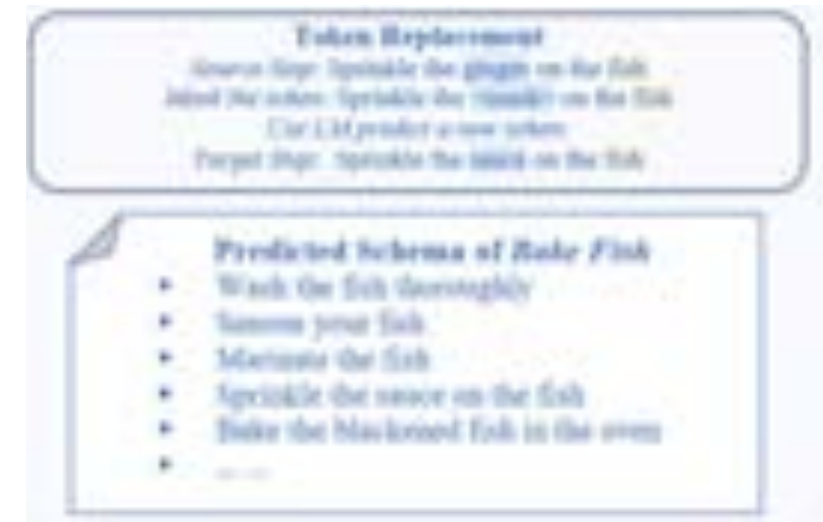 Token Replacement
Source Step: Sprinkle the ginger on the fish
Mask the token: Sprinkle the <mask> on the fish
Use LM predict a new token
Target Step: Sprinkle the sauce on the fish
Predicted Schema of Bake Fish
• Wash the fish thoroughly
• Season your fish
• Marinate the fish
• Sprinkle the sauce on the fish
• Bake the blackened fish in the oven
• ... ...